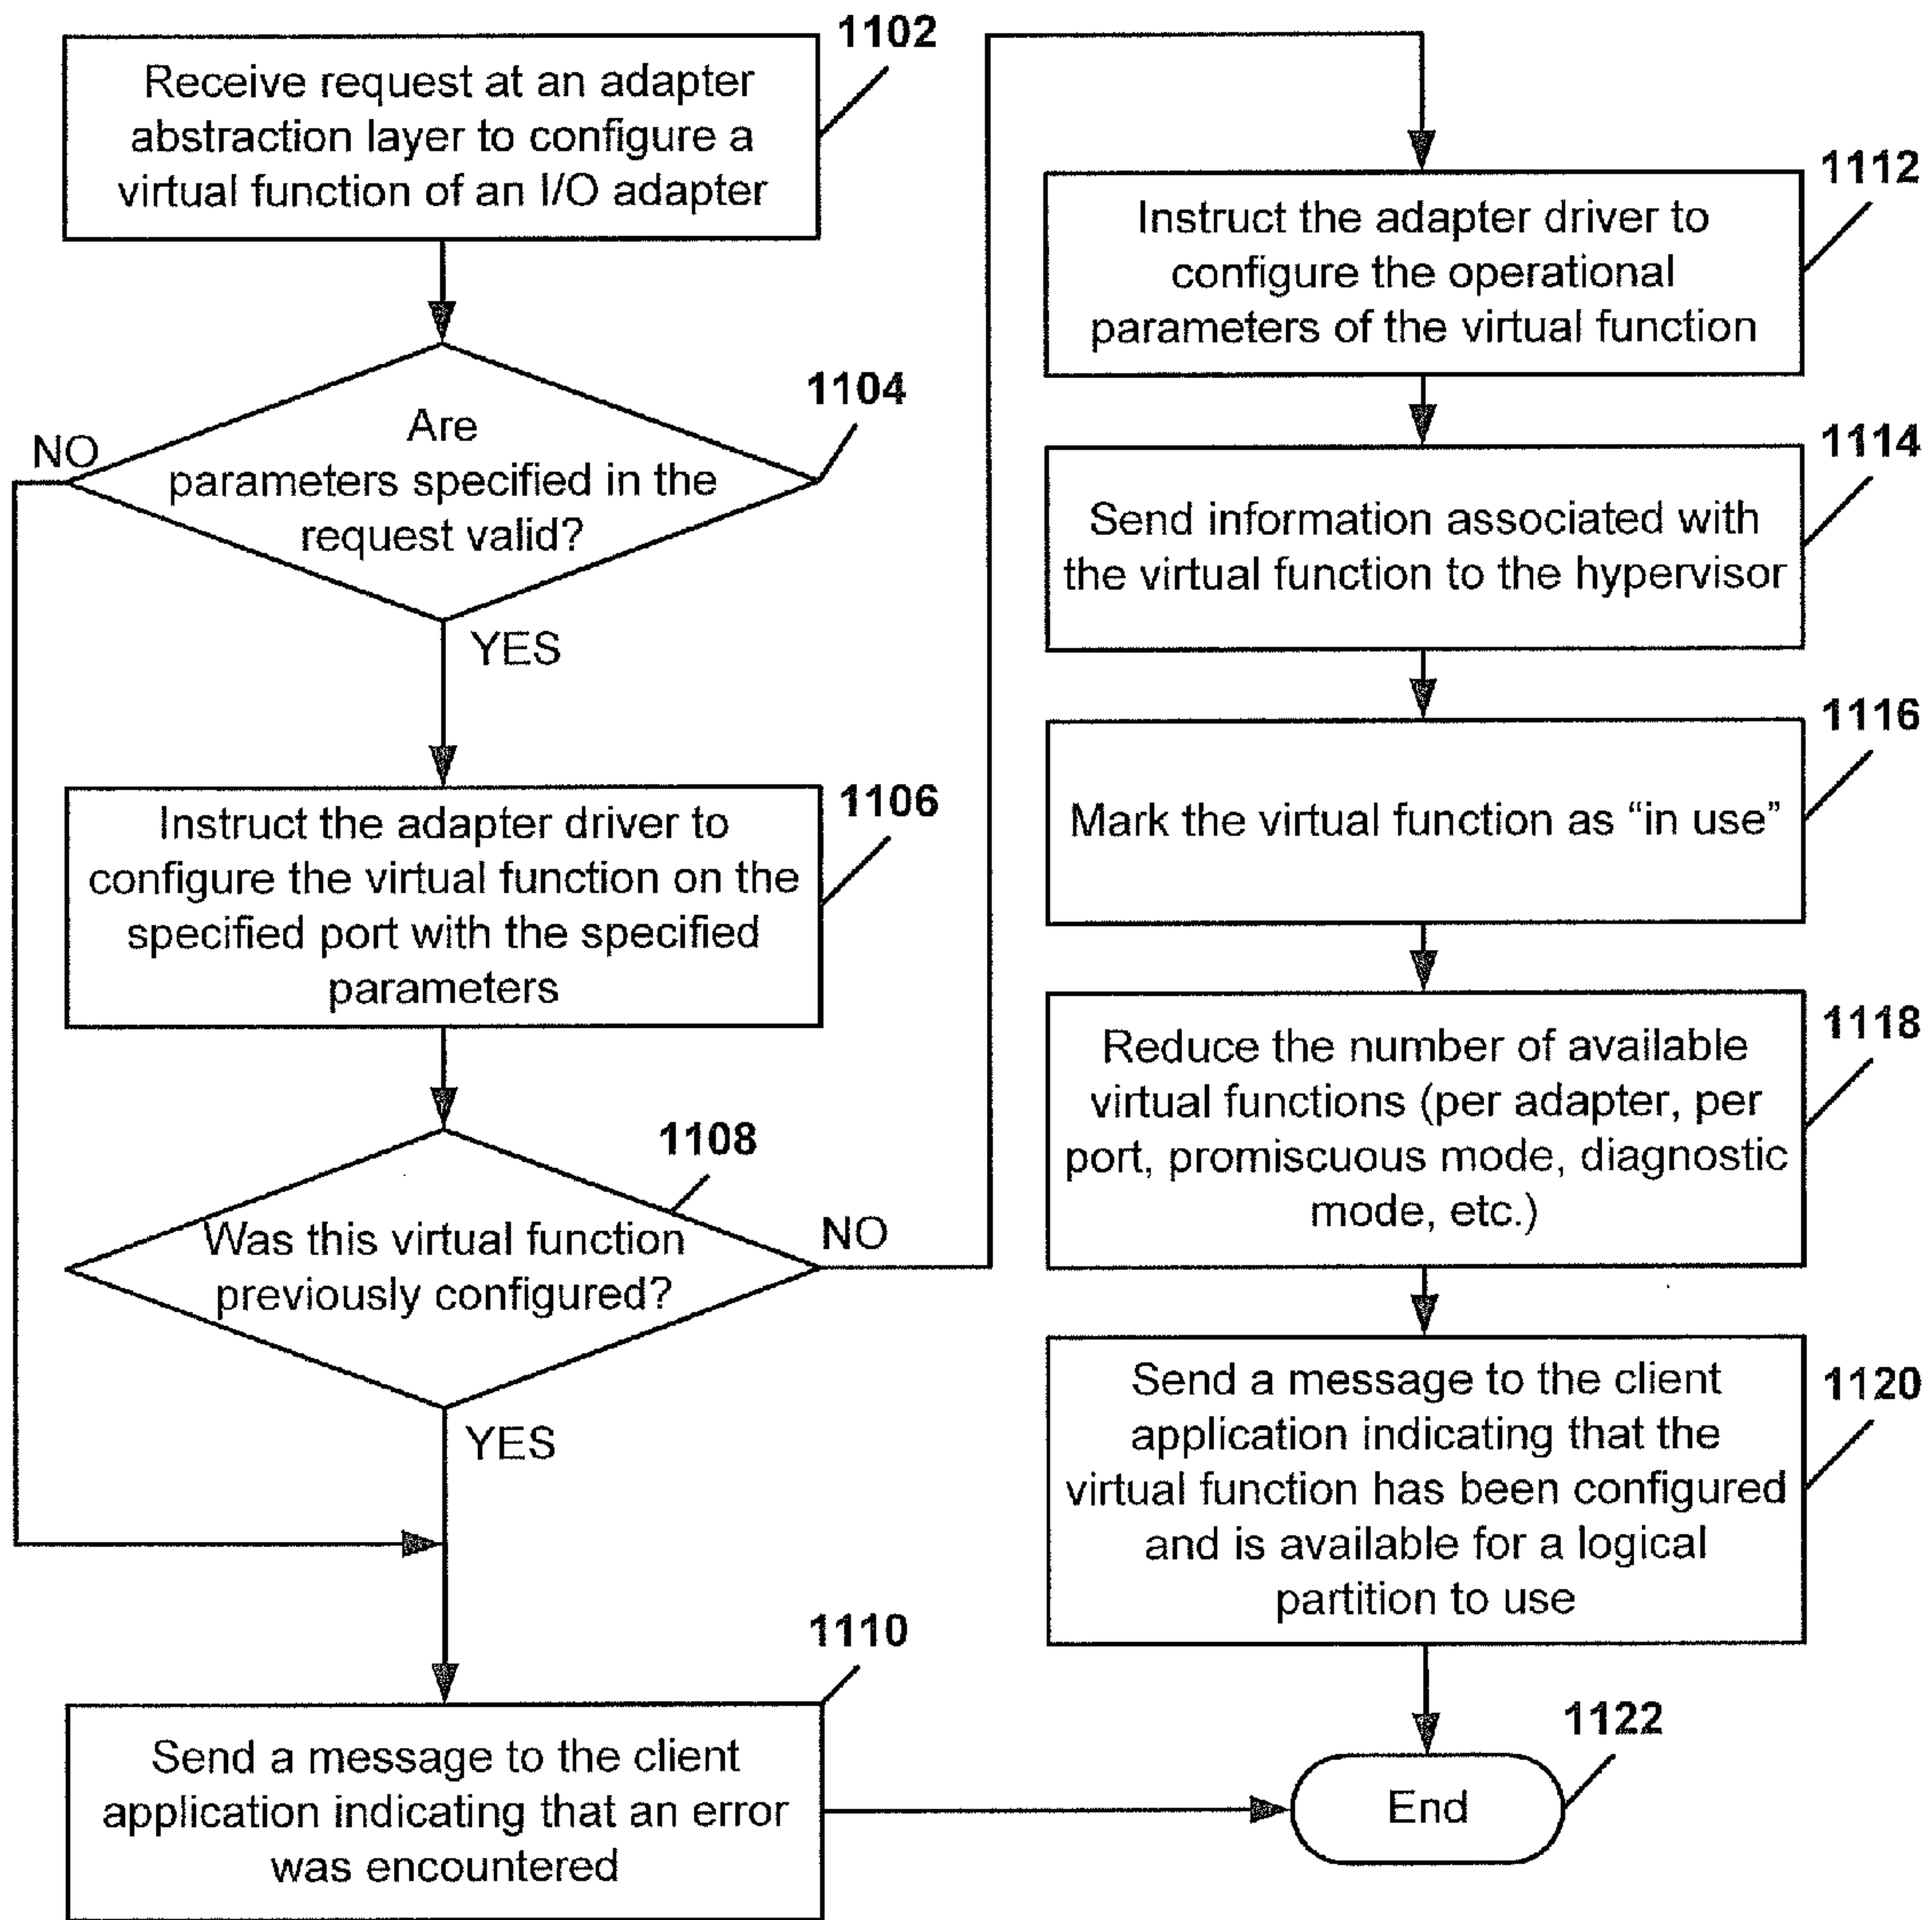 1102
Receive request at an adapter
abstraction layer to configure a
virtual function of an I/O adapter
1104
NO
Are
parameters specified in the
request valid?
YES
1106
Instruct the adapter driver to
configure the virtual function on the
specified port with the specified
parameters
1108
Was this virtual function
previously configured?
NO
YES
1110
Send a message to the client
application indicating that an error
was encountered
1112
Instruct the adapter driver to
configure the operational
parameters of the virtual function
1114
Send information associated with
the virtual function to the hypervisor
1116
Mark the virtual function as “in use”
1118
Reduce the number of available
virtual functions (per adapter, per
port, promiscuous mode, diagnostic
mode, etc.)
1120
Send a message to the client
application indicating that the
virtual function has been configured
and is available for a logical
partition to use
1122
End